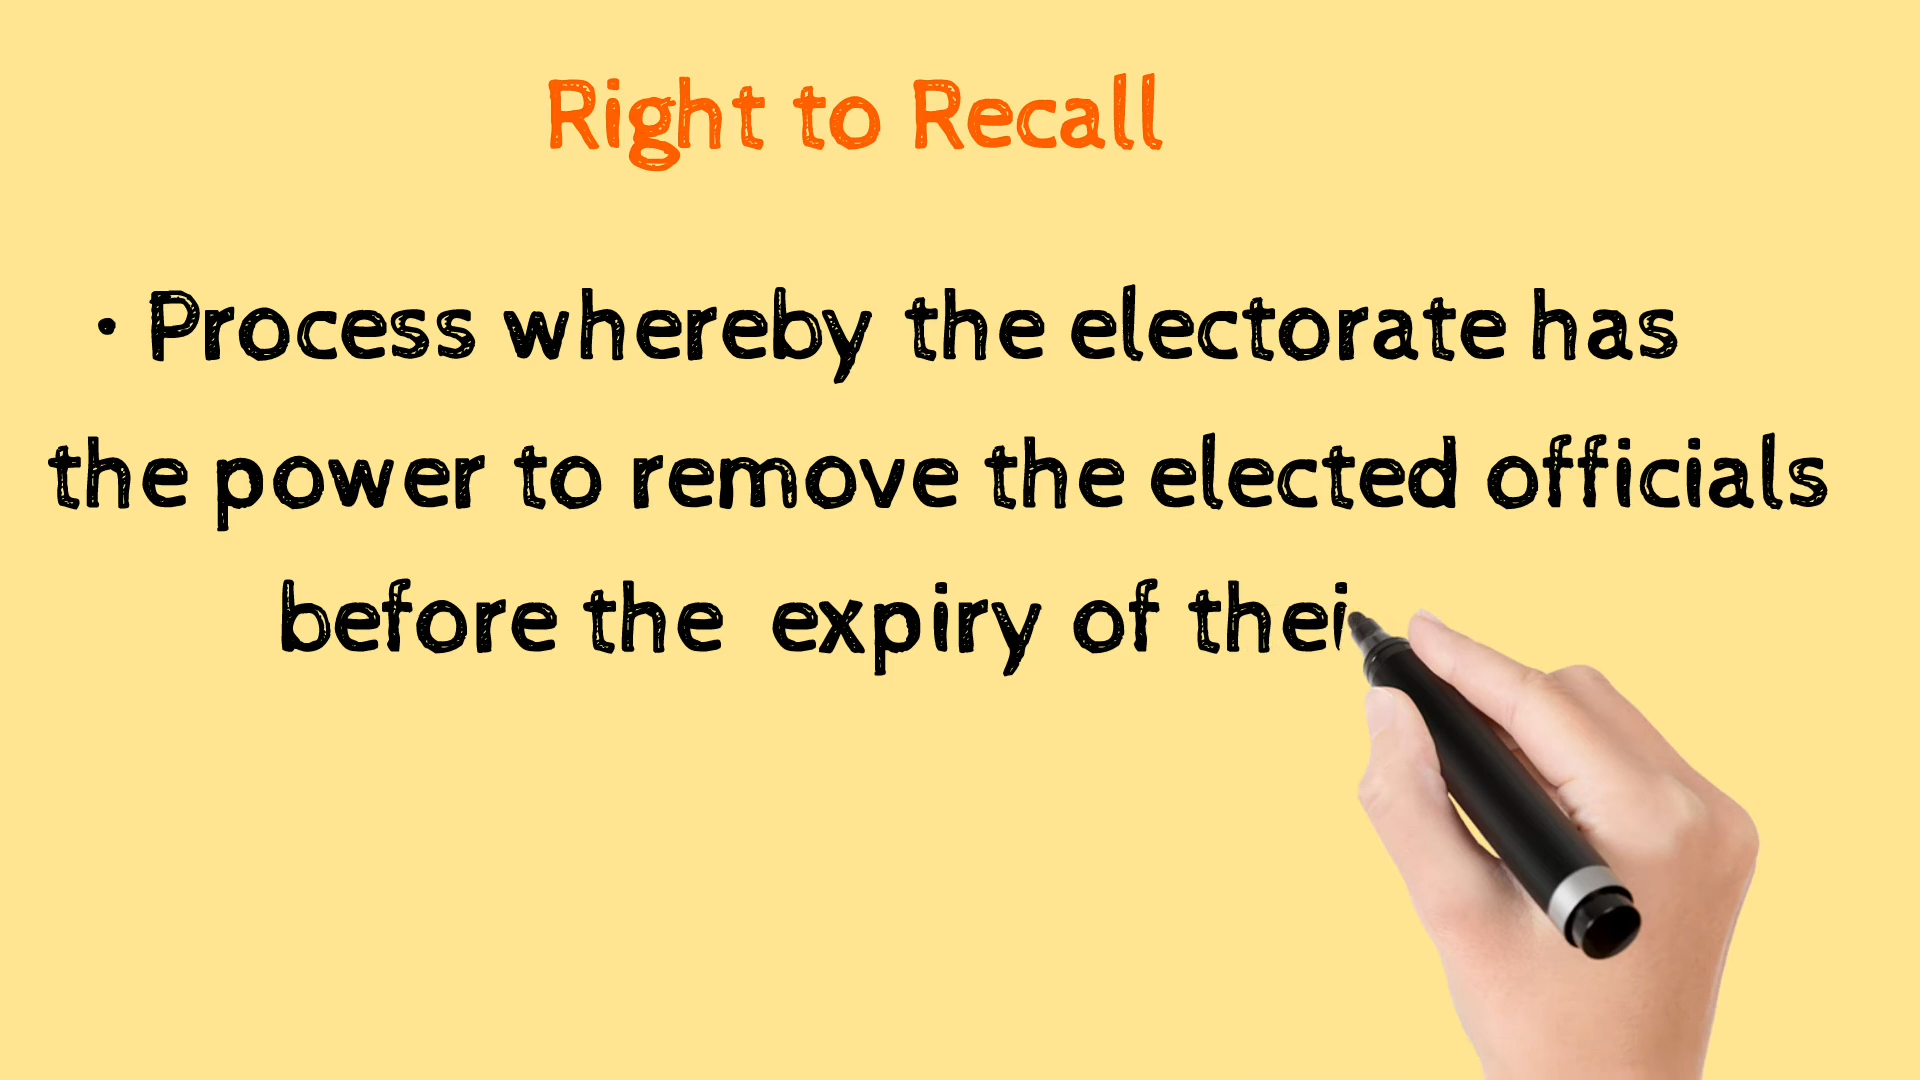 Right to Recall
• Process whereby the electorate has
the power to remove the elected officials
before the expiry of thei